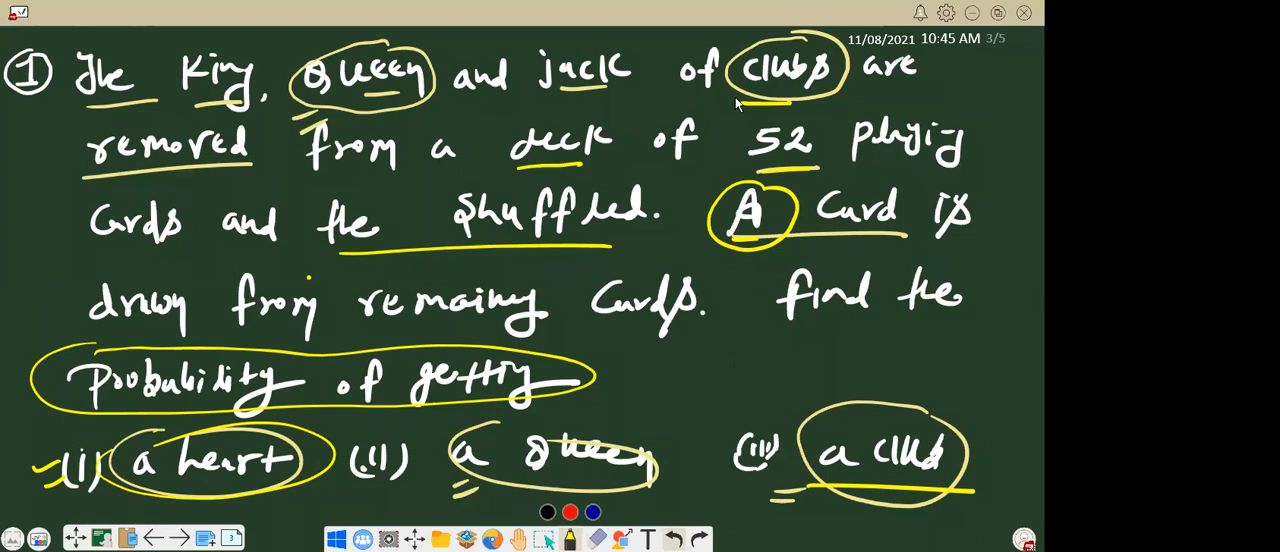 11/08/2021 10:45 AM 3/5
① The King, Queen and jack of clubs are
removed from a deck of 52 playing
Cards and the shuffled. A Card is
drawn from remaining Cards. find the
Probability of getting
(i) a heart (ii) a Queen (iii) a club
3
T